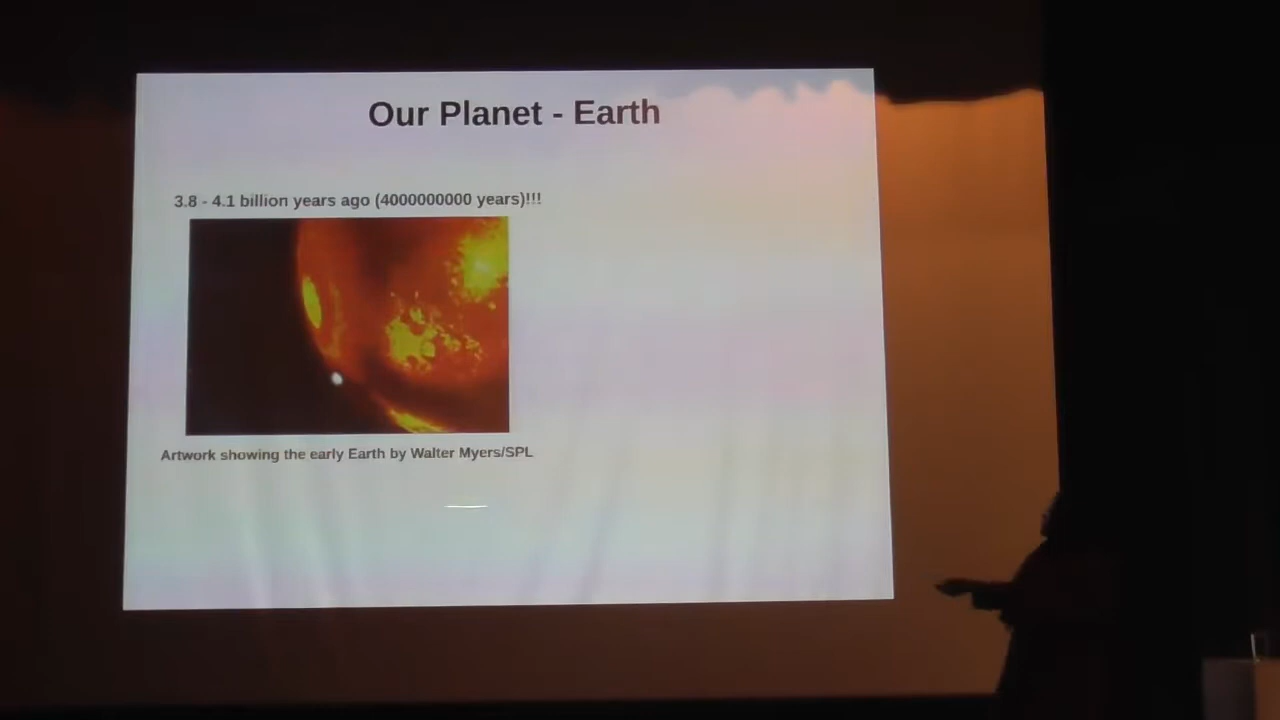 Our Planet - Earth
3.8 - 4.1 billion years ago (4000000000 years)!!!
Artwork showing the early Earth by Walter Myers/SPL